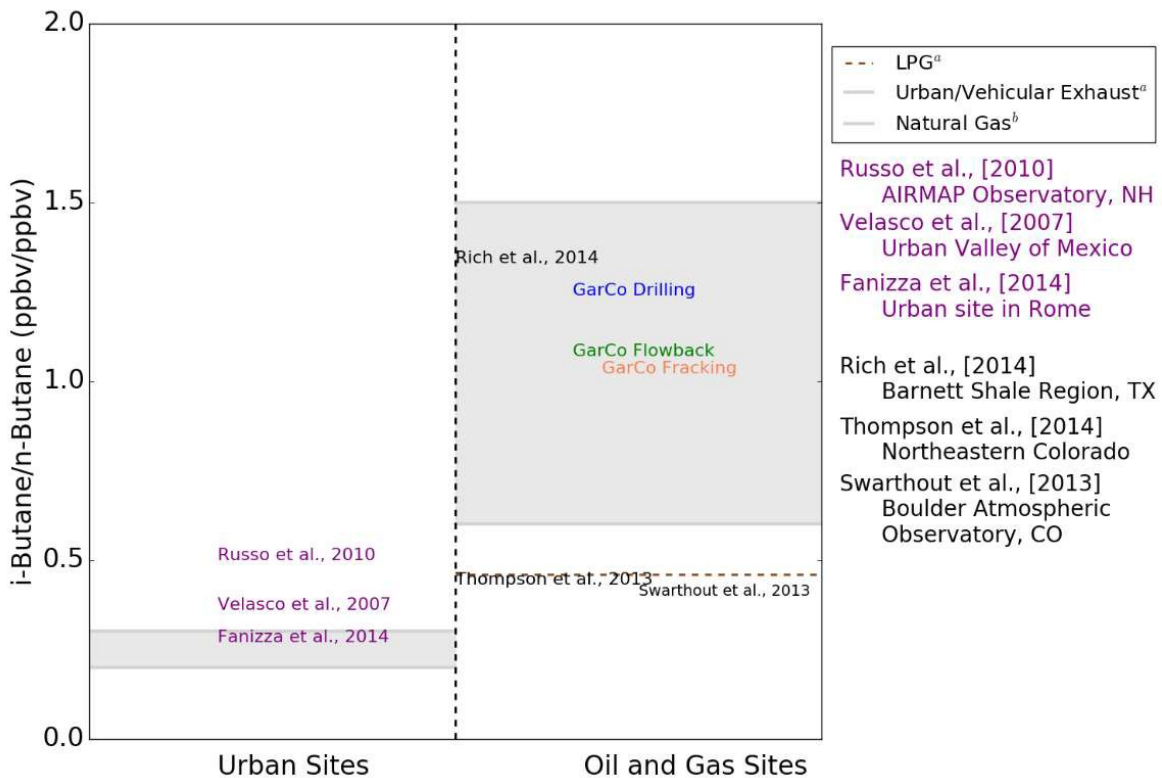 2.0
1.5
1.0
0.5
0.0
i-Butane/n-Butane (ppbv/ppbv)
Rich et al., 2014
GarCo Drilling
GarCo Flowback
GarCo Fracking
Russo et al., 2010
Thompson et al., 2013
Swarthout et al., 2013
Velasco et al., 2007
Fanizza et al., 2014
Urban Sites
Oil and Gas Sites
LPGᵃ
Urban/Vehicular Exhaustᵃ
Natural Gasᵇ
Russo et al., [2010]
AIRMAP Observatory, NH
Velasco et al., [2007]
Urban Valley of Mexico
Fanizza et al., [2014]
Urban site in Rome
Rich et al., [2014]
Barnett Shale Region, TX
Thompson et al., [2014]
Northeastern Colorado
Swarthout et al., [2013]
Boulder Atmospheric
Observatory, CO